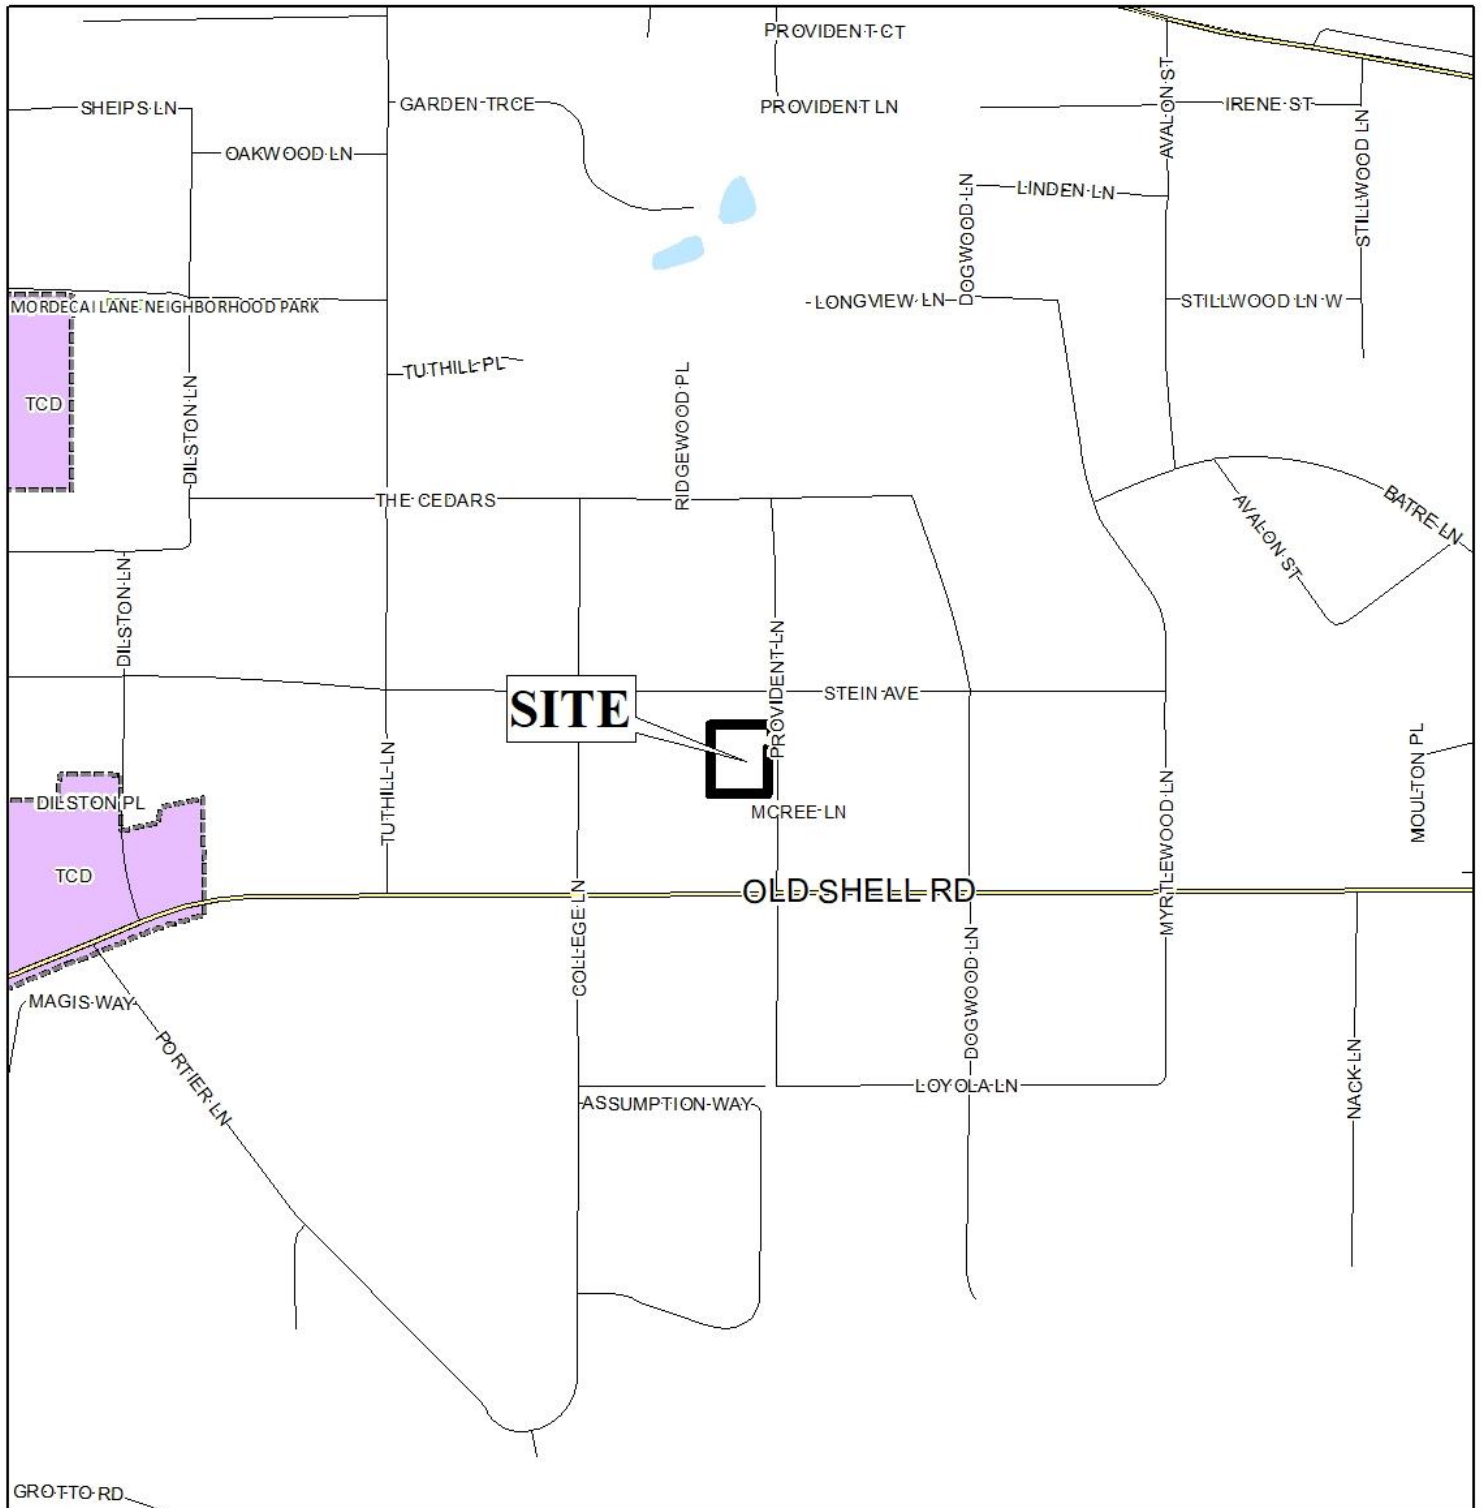 PROVIDENT CT
SHEIPS LN
GARDEN TRCE
PROVIDENT LN
AVALON ST
IRENE ST
OAKWOOD LN
STILLWOOD LN
LINDEN LN
DOGWOOD LN
MORDECAI LANE NEIGHBORHOOD PARK
LONGVIEW LN
STILLWOOD LN W
TUTHILL PL
TCD
DILSTON LN
RIDGEWOOD PL
THE CEDARS
BATRE LN
AVALON ST
DILSTON LN
PROVIDENT LN
STEIN AVE
SITE
TUTHILL LN
MOULTON PL
DILSTON PL
MCREE LN
MYRTLEWOOD LN
TCD
OLD SHELL RD
COLLEGE LN
DOGWOOD LN
MAGIS WAY
PORTIER LN
NACK LN
LOYOLA LN
ASSUMPTION WAY
GROTTO RD